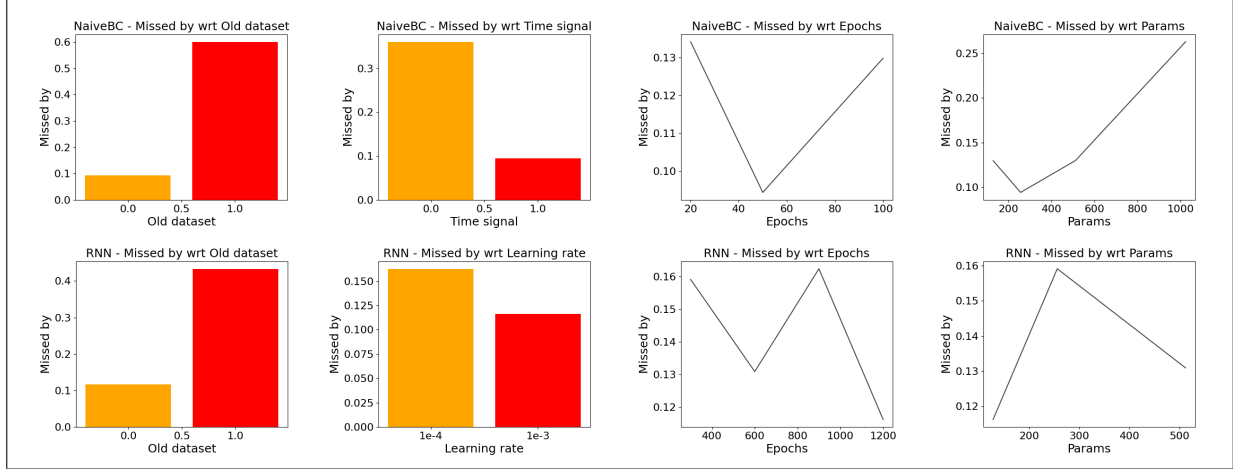 NaiveBC - Missed by wrt Old dataset
Missed by
0.6
0.5
0.4
0.3
0.2
0.1
0.0
0.0 0.5 1.0
Old dataset
NaiveBC - Missed by wrt Time signal
Missed by
0.3
0.2
0.1
0.0
0.0 0.5 1.0
Time signal
NaiveBC - Missed by wrt Epochs
Missed by
0.13
0.12
0.11
0.10
20 40 60 80 100
Epochs
NaiveBC - Missed by wrt Params
Missed by
0.25
0.20
0.15
0.10
200 400 600 800 1000
Params
RNN - Missed by wrt Old dataset
Missed by
0.4
0.3
0.2
0.1
0.0
0.0 0.5 1.0
Old dataset
RNN - Missed by wrt Learning rate
Missed by
0.150
0.125
0.100
0.075
0.050
0.025
0.000
1e-4 1e-3
Learning rate
RNN - Missed by wrt Epochs
Missed by
0.16
0.15
0.14
0.13
0.12
400 600 800 1000 1200
Epochs
RNN - Missed by wrt Params
Missed by
0.16
0.15
0.14
0.13
0.12
200 300 400 500
Params